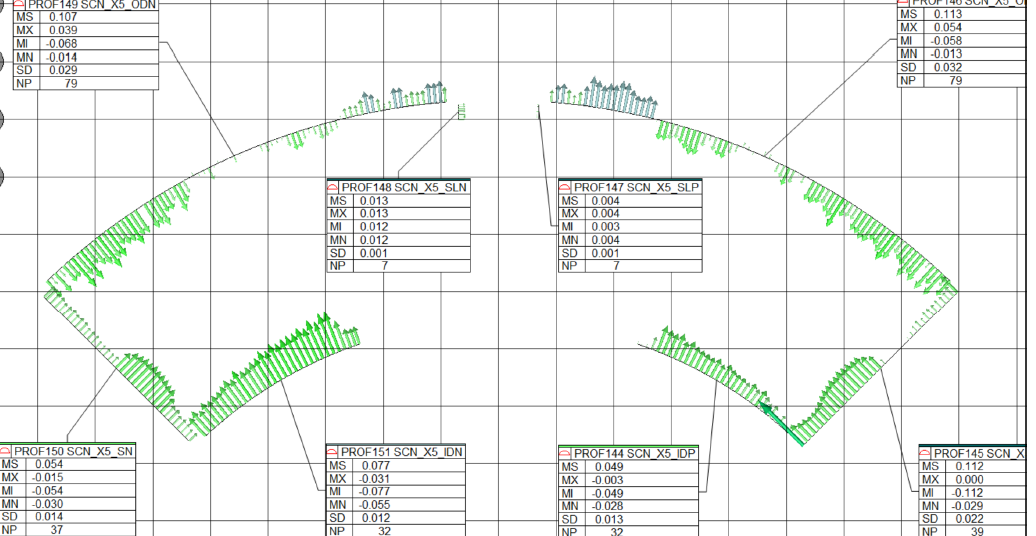 PROF149 SCN_X5_ODN
MS 0.107
MX 0.039
MI -0.068
MN -0.014
SD 0.029
NP 79
PROF146 SCN_X5_O
MS 0.113
MX 0.054
MI -0.058
MN -0.013
SD 0.032
NP 79
PROF148 SCN_X5_SLN
MS 0.013
MX 0.013
MI 0.012
MN 0.012
SD 0.001
NP 7
PROF147 SCN_X5_SLP
MS 0.004
MX 0.004
MI 0.003
MN 0.004
SD 0.001
NP 7
PROF150 SCN_X5_SN
MS 0.054
MX -0.015
MI -0.054
MN -0.030
SD 0.014
NP 37
PROF151 SCN_X5_IDN
MS 0.077
MX -0.031
MI -0.077
MN -0.055
SD 0.012
NP 32
PROF144 SCN_X5_IDP
MS 0.049
MX -0.003
MI -0.049
MN -0.028
SD 0.013
NP 32
PROF145 SCN_X
MS 0.112
MX 0.000
MI -0.112
MN -0.029
SD 0.022
NP 39